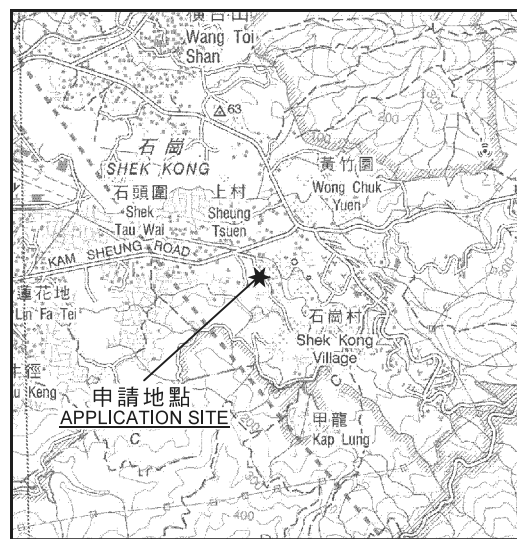 橫台山
Wang Toi
Shan
63
200
石崗
SHEK KONG
黃竹園
Wong Chuk
Yuen
石頭圍
Shek
Tau Wai
上村
Sheung
Tsuen
KAM SHEUNG ROAD
蓮花地
Lin Fa Tei
石崗村
Shek Kong
Village
申請地點
APPLICATION SITE
甲龍
Kap Lung
C
C
400